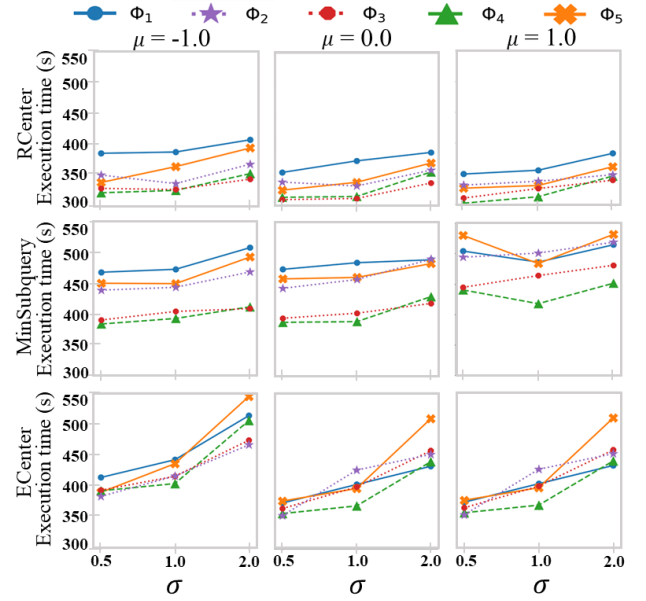 Φ₁ Φ₂ Φ₃ Φ₄ Φ₅
μ = -1.0 μ = 0.0 μ = 1.0
RCenter
Execution time (s)
550
500
450
400
350
300
MinSubquery
Execution time (s)
550
500
450
400
350
300
ECenter
Execution time (s)
550
500
450
400
350
300
0.5 1.0 2.0 0.5 1.0 2.0 0.5 1.0 2.0
σ σ σ